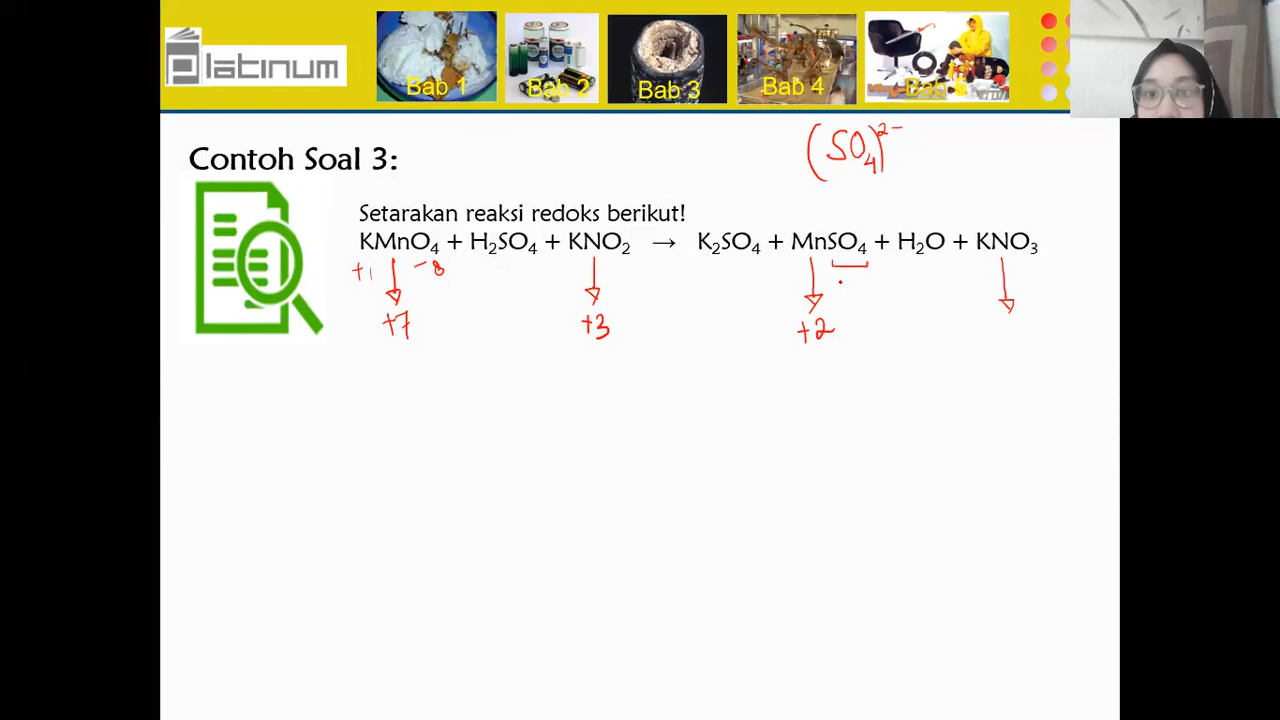 Platinum
Bab 1
Bab 2
Bab 3
Bab 4
Bab 5
(SO₄)²⁻
Contoh Soal 3:
Setarakan reaksi redoks berikut!
KMnO₄ + H₂SO₄ + KNO₂ → K₂SO₄ + MnSO₄ + H₂O + KNO₃
+1 -8
+7 +3 +2